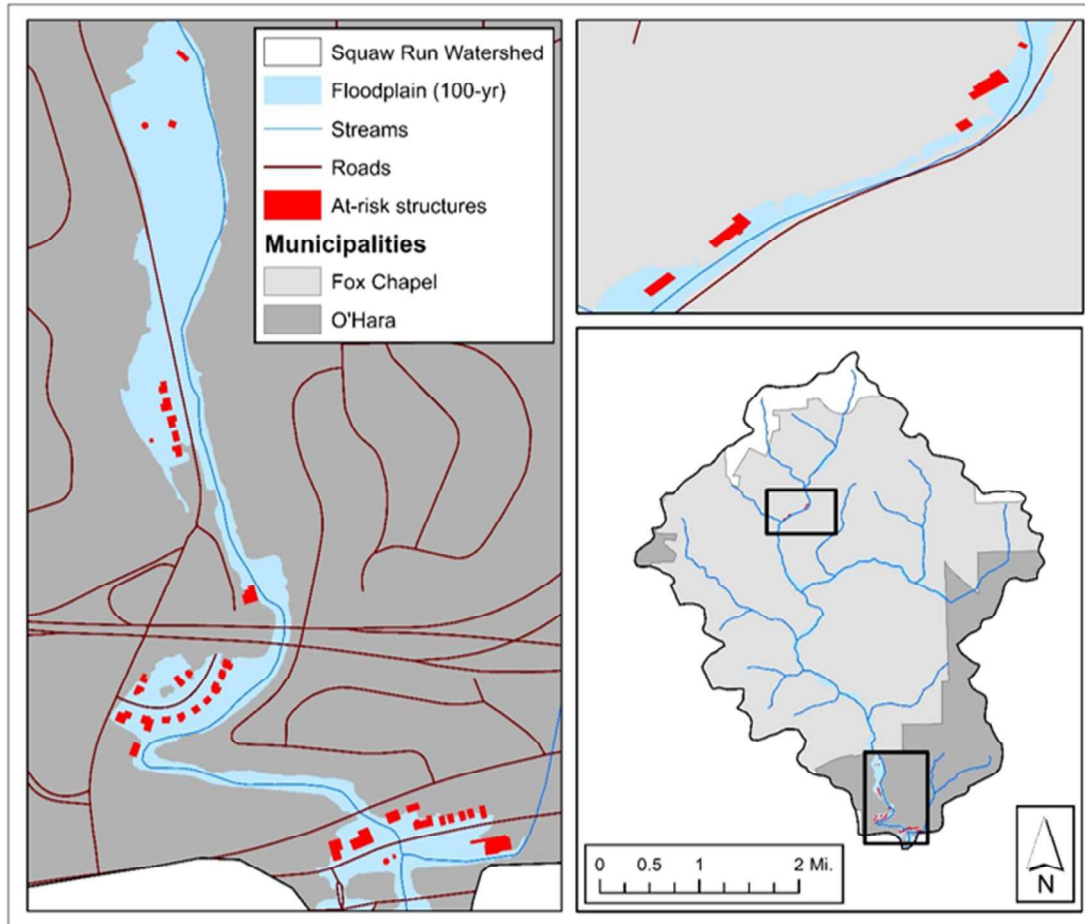 Squaw Run Watershed
Floodplain (100-yr)
Streams
Roads
At-risk structures
Municipalities
Fox Chapel
O'Hara
0 0.5 1 2 Mi.
N